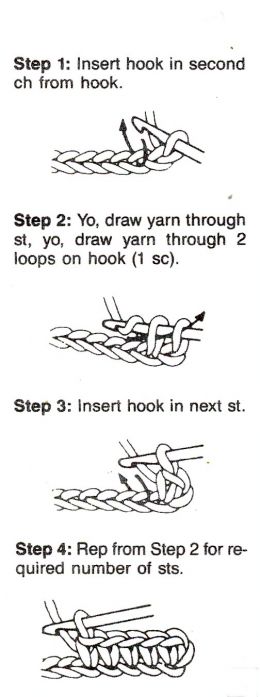 Step 1: Insert hook in second
ch from hook.
Step 2: Yo, draw yarn through
st, yo, draw yarn through 2
loops on hook (1 sc).
Step 3: Insert hook in next st.
Step 4: Rep from Step 2 for re-
quired number of sts.